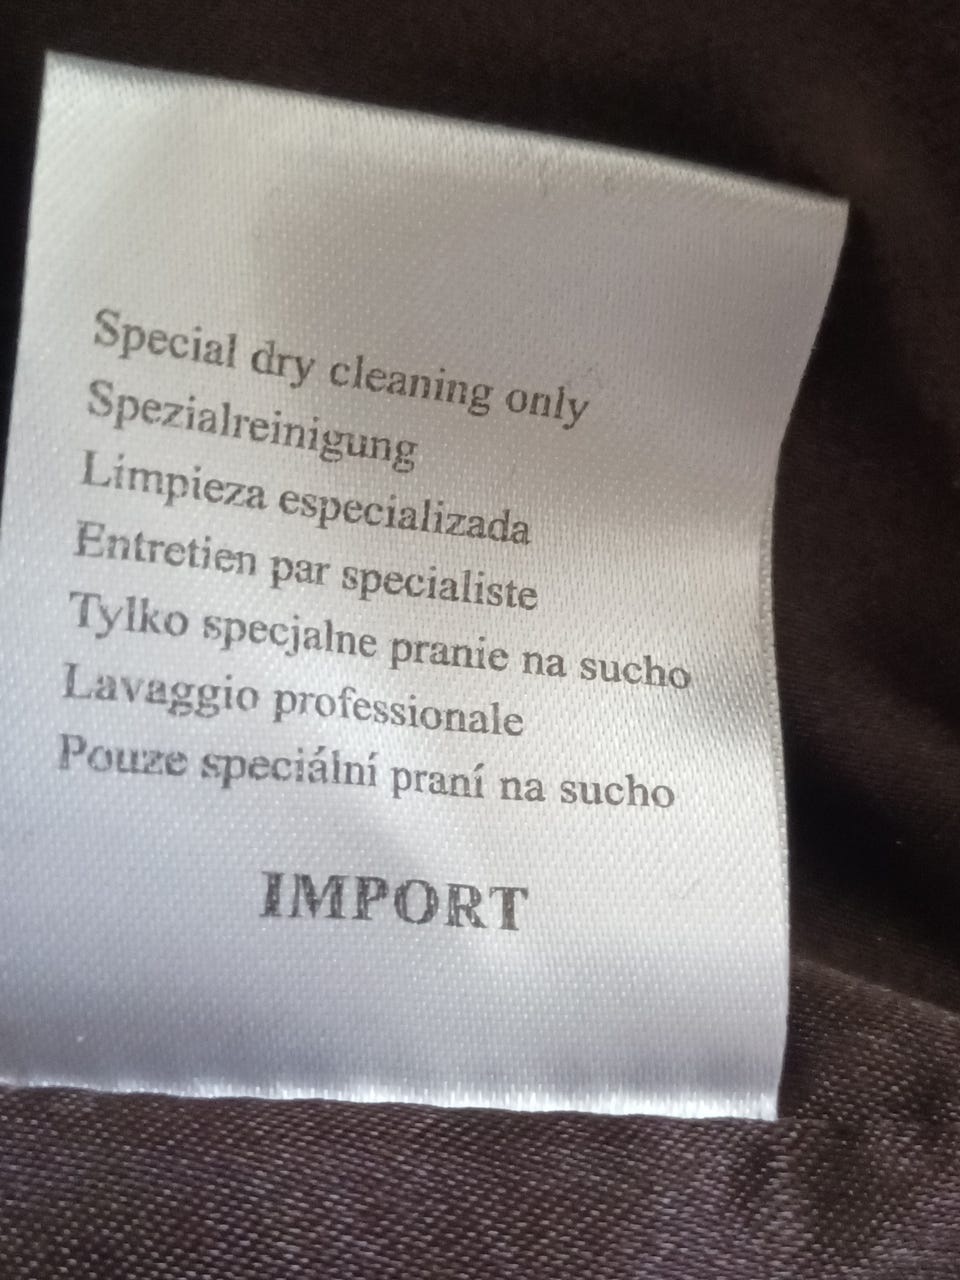 Special dry cleaning only
Spezialreinigung
Limpieza especializada
Entretien par specialiste
Tylko specjalne pranie na sucho
Lavaggio professionale
Pouze speciální praní na sucho
IMPORT